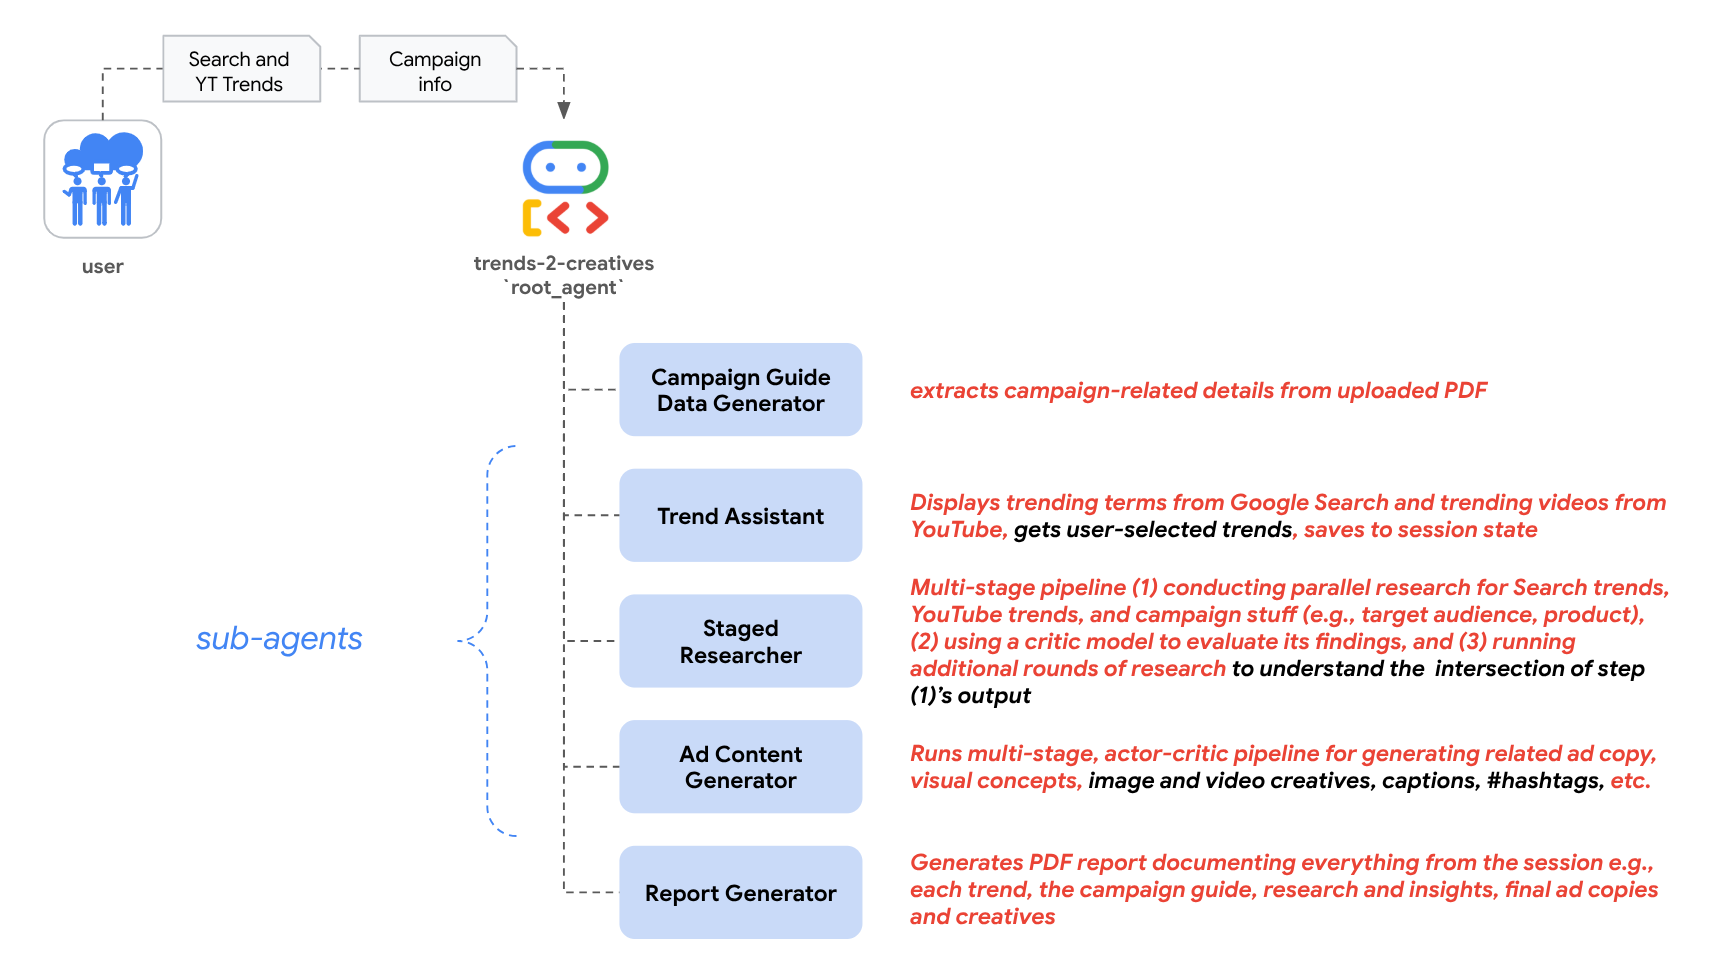 Search and
YT Trends
Campaign
info
user
trends-2-creatives
`root_agent`
Campaign Guide
Data Generator
extracts campaign-related details from uploaded PDF
Trend Assistant
Displays trending terms from Google Search and trending videos from
YouTube, gets user-selected trends, saves to session state
sub-agents
Staged
Researcher
Multi-stage pipeline (1) conducting parallel research for Search trends,
YouTube trends, and campaign stuff (e.g., target audience, product),
(2) using a critic model to evaluate its findings, and (3) running
additional rounds of research to understand the intersection of step
(1)’s output
Ad Content
Generator
Runs multi-stage, actor-critic pipeline for generating related ad copy,
visual concepts, image and video creatives, captions, #hashtags, etc.
Report Generator
Generates PDF report documenting everything from the session e.g.,
each trend, the campaign guide, research and insights, final ad copies
and creatives